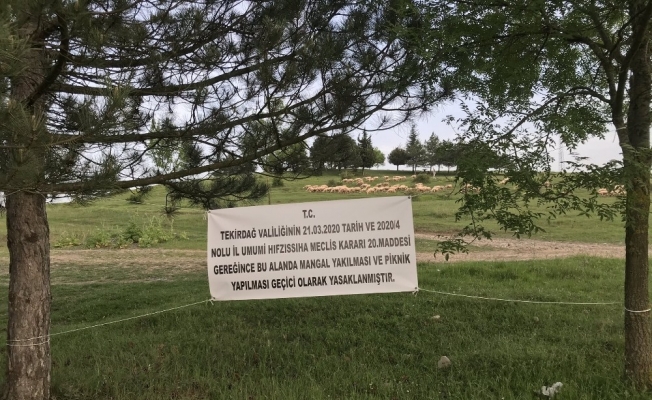 T.C.
TEKİRDAĞ VALİLİĞİNİN 21.03.2020 TARİH VE 2020/4
NOLU İL UMUMİ HIFZISSIHA MECLİS KARARI 20.MADDESİ
GEREĞİNCE BU ALANDA MANGAL YAKILMASI VE PİKNİK
YAPILMASI GEÇİCİ OLARAK YASAKLANMIŞTIR.